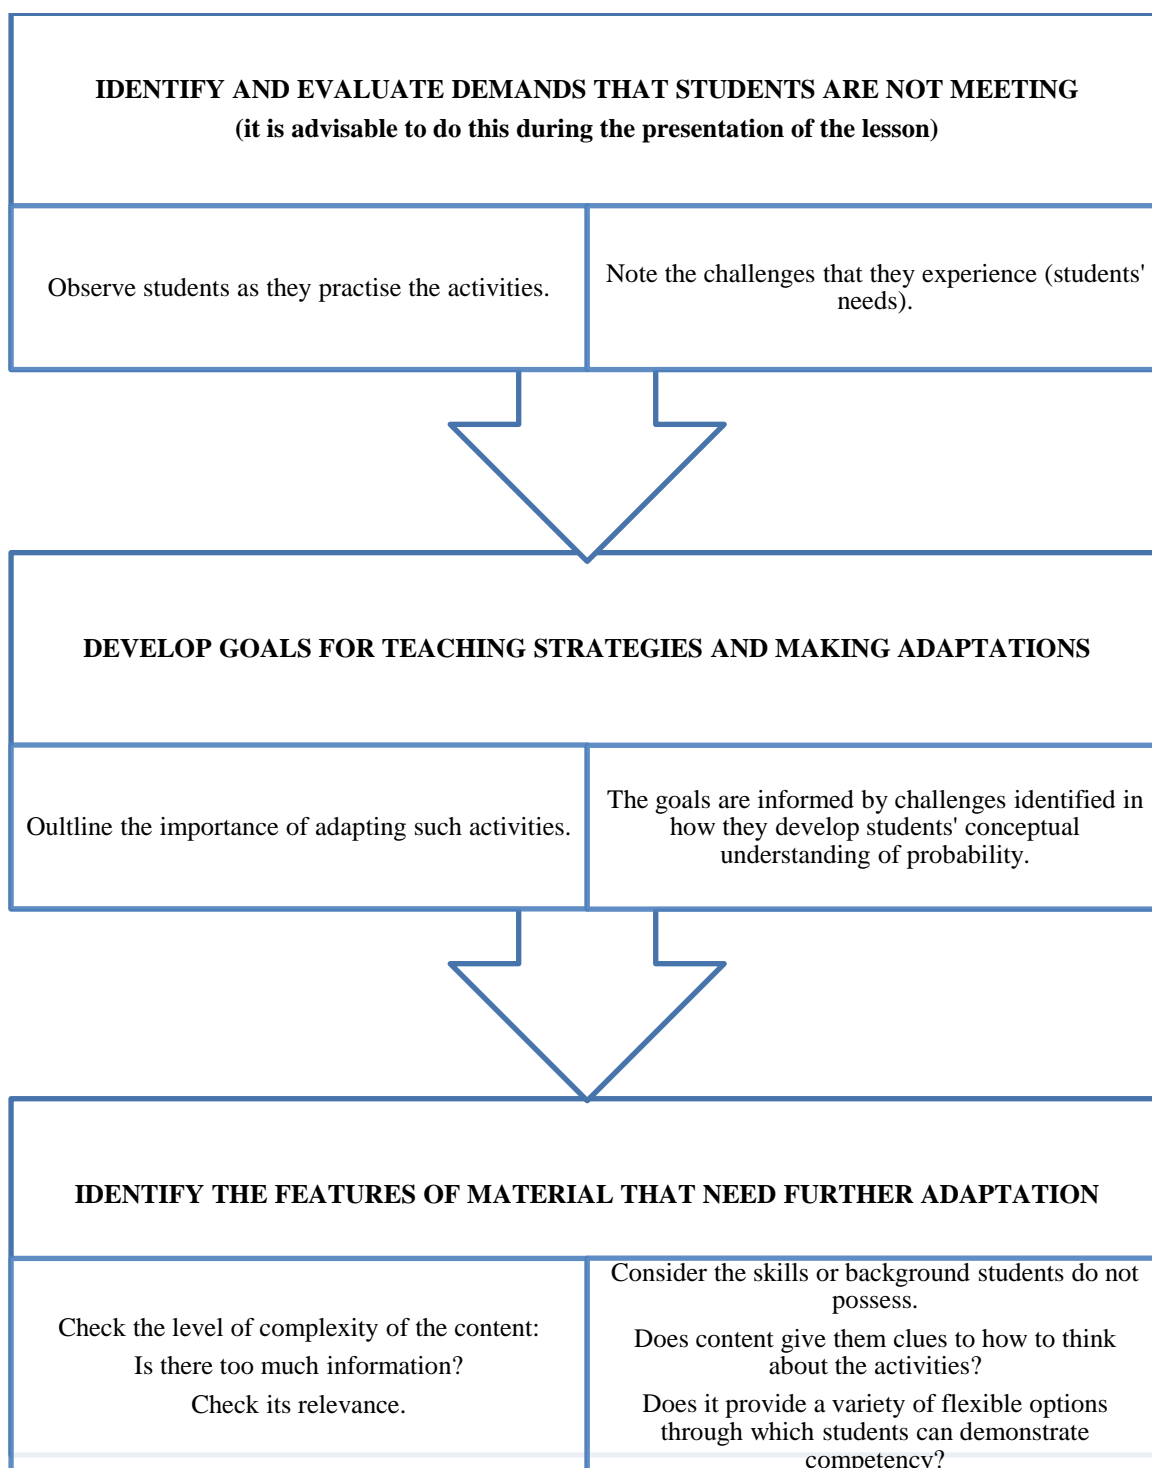 IDENTIFY AND EVALUATE DEMANDS THAT STUDENTS ARE NOT MEETING
(it is advisable to do this during the presentation of the lesson)
Observe students as they practise the activities.
Note the challenges that they experience (students'
needs).
DEVELOP GOALS FOR TEACHING STRATEGIES AND MAKING ADAPTATIONS
Oultline the importance of adapting such activities.
The goals are informed by challenges identified in
how they develop students' conceptual
understanding of probability.
IDENTIFY THE FEATURES OF MATERIAL THAT NEED FURTHER ADAPTATION
Check the level of complexity of the content:
Is there too much information?
Check its relevance.
Consider the skills or background students do not
possess.
Does content give them clues to how to think
about the activities?
Does it provide a variety of flexible options
through which students can demonstrate
competency?